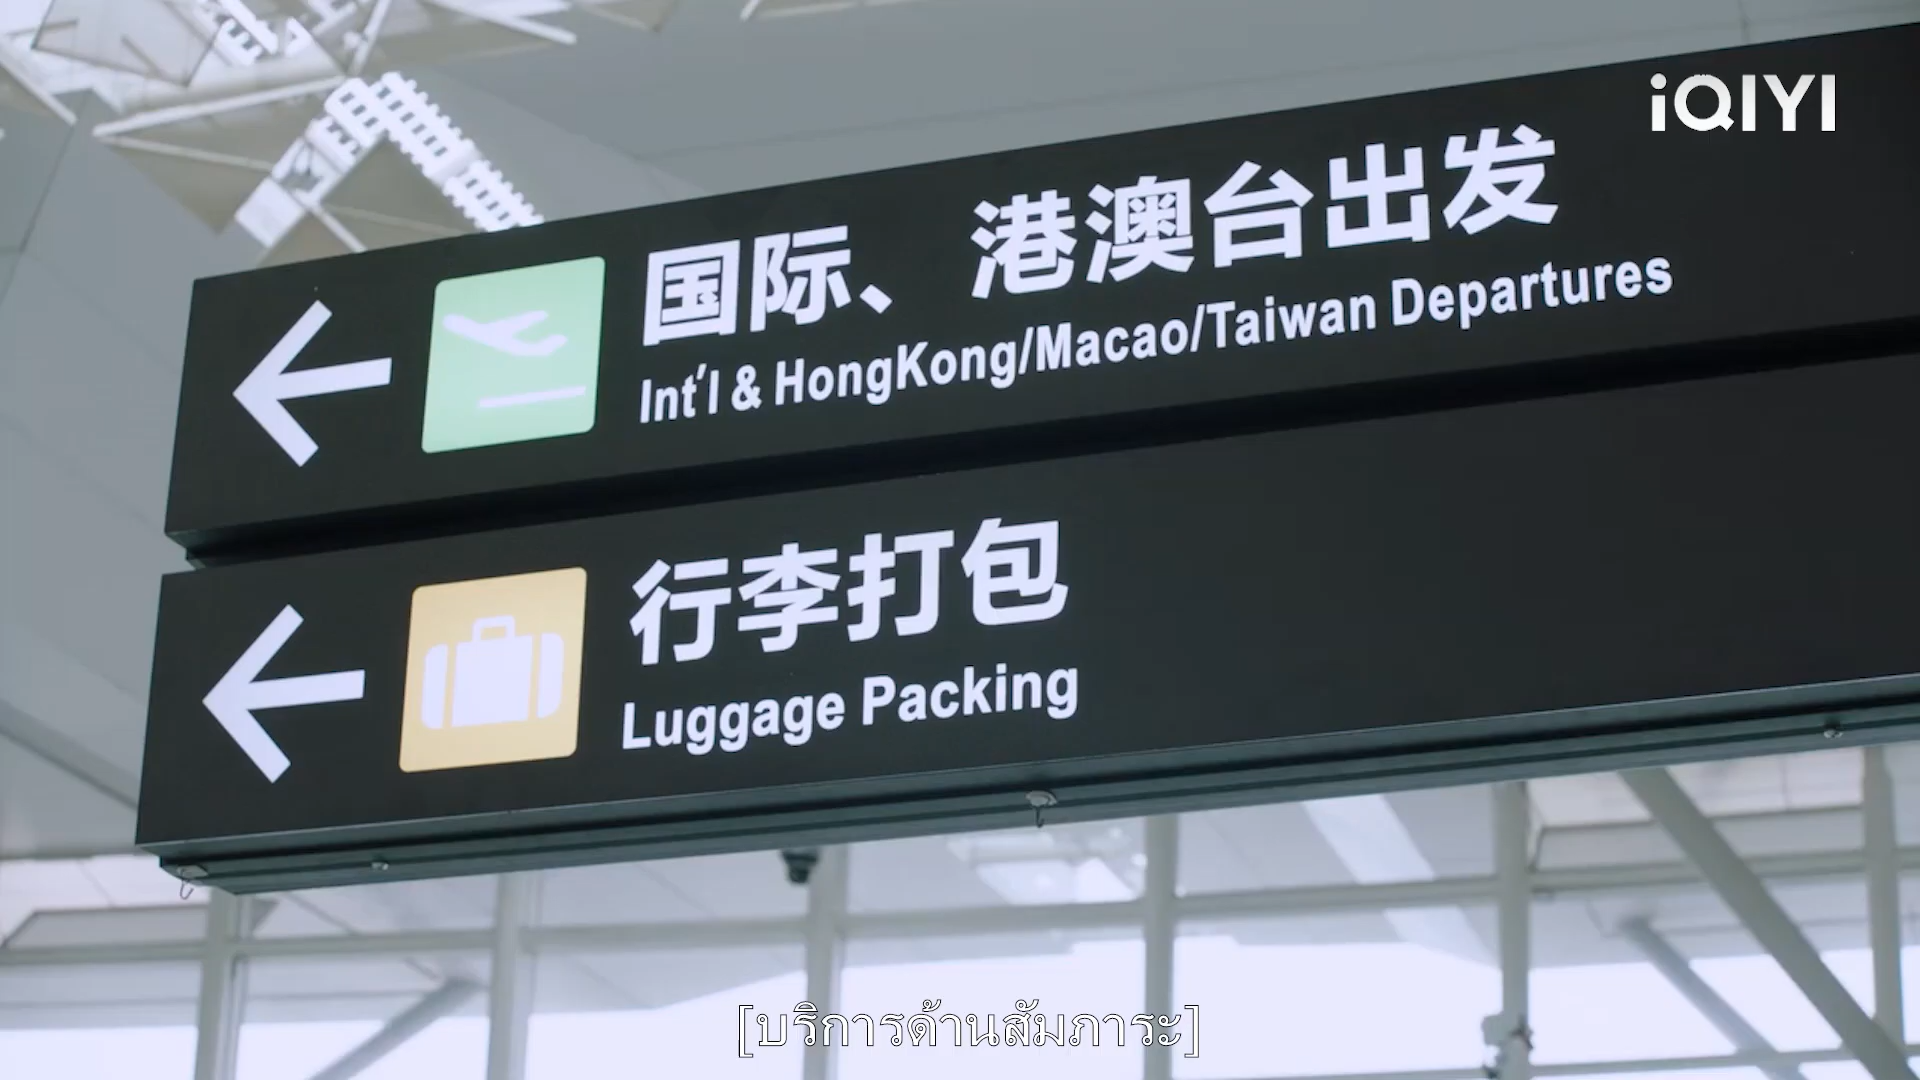 iQIYI
国际、港澳台出发
Int'l & HongKong/Macao/Taiwan Departures
行李打包
Luggage Packing
[บริการด้านสัมภาระ]